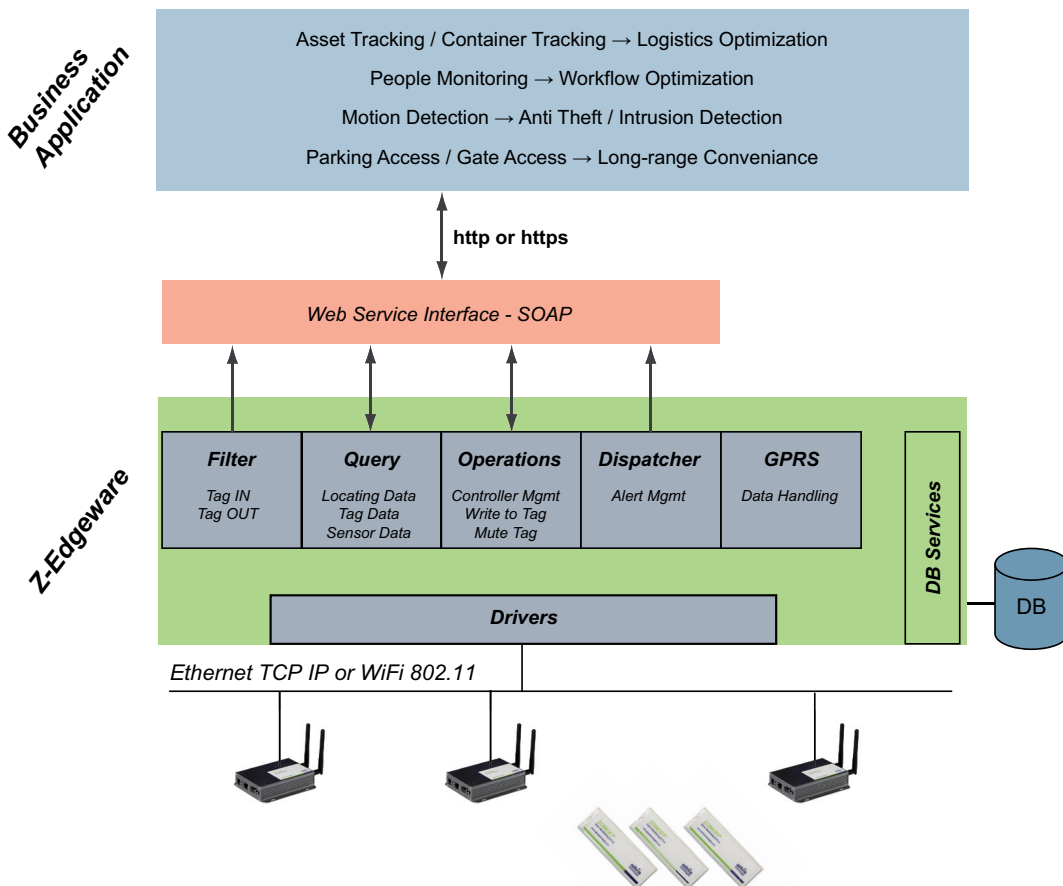 Business
Application
Asset Tracking / Container Tracking → Logistics Optimization
People Monitoring → Workflow Optimization
Motion Detection → Anti Theft / Intrusion Detection
Parking Access / Gate Access → Long-range Conveniance
http or https
Web Service Interface - SOAP
Z-Edgeware
Filter
Tag IN
Tag OUT
Query
Locating Data
Tag Data
Sensor Data
Operations
Controller Mgmt
Write to Tag
Mute Tag
Dispatcher
Alert Mgmt
GPRS
Data Handling
DB Services
DB
Drivers
Ethernet TCP IP or WiFi 802.11